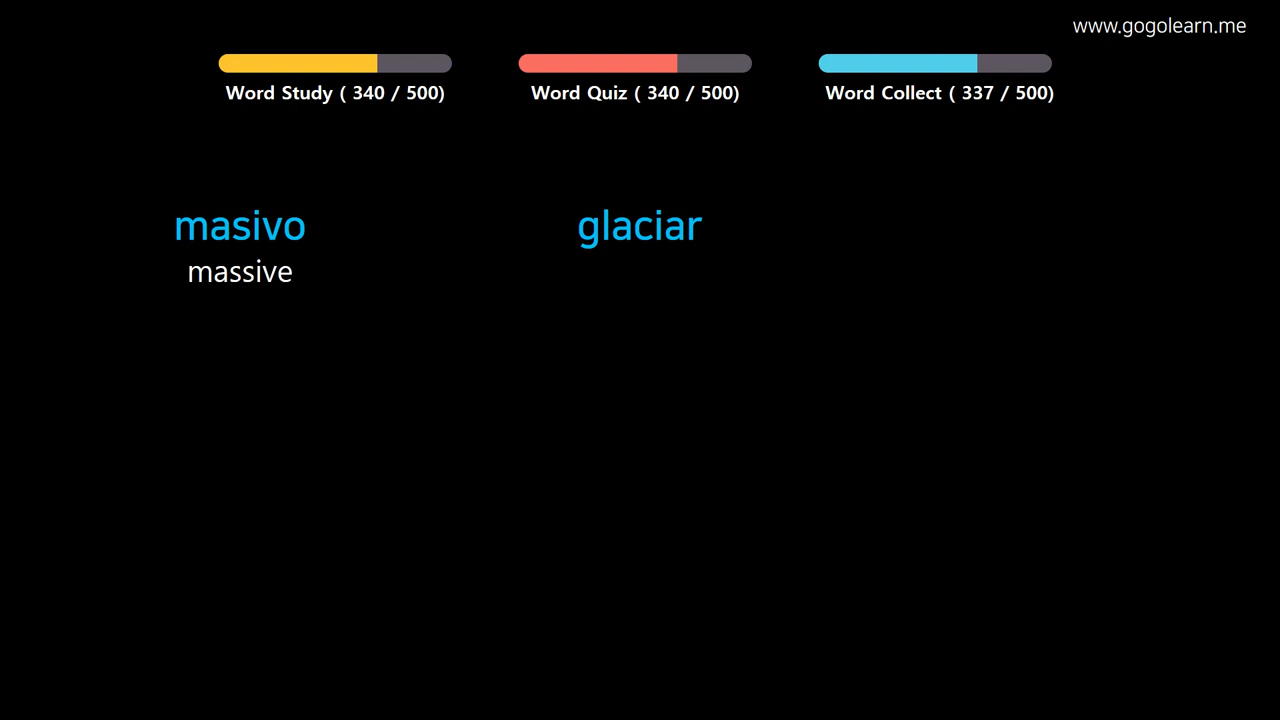 www.gogolearn.me
Word Study ( 340 / 500)
Word Quiz ( 340 / 500)
Word Collect ( 337 / 500)
masivo
massive
glaciar